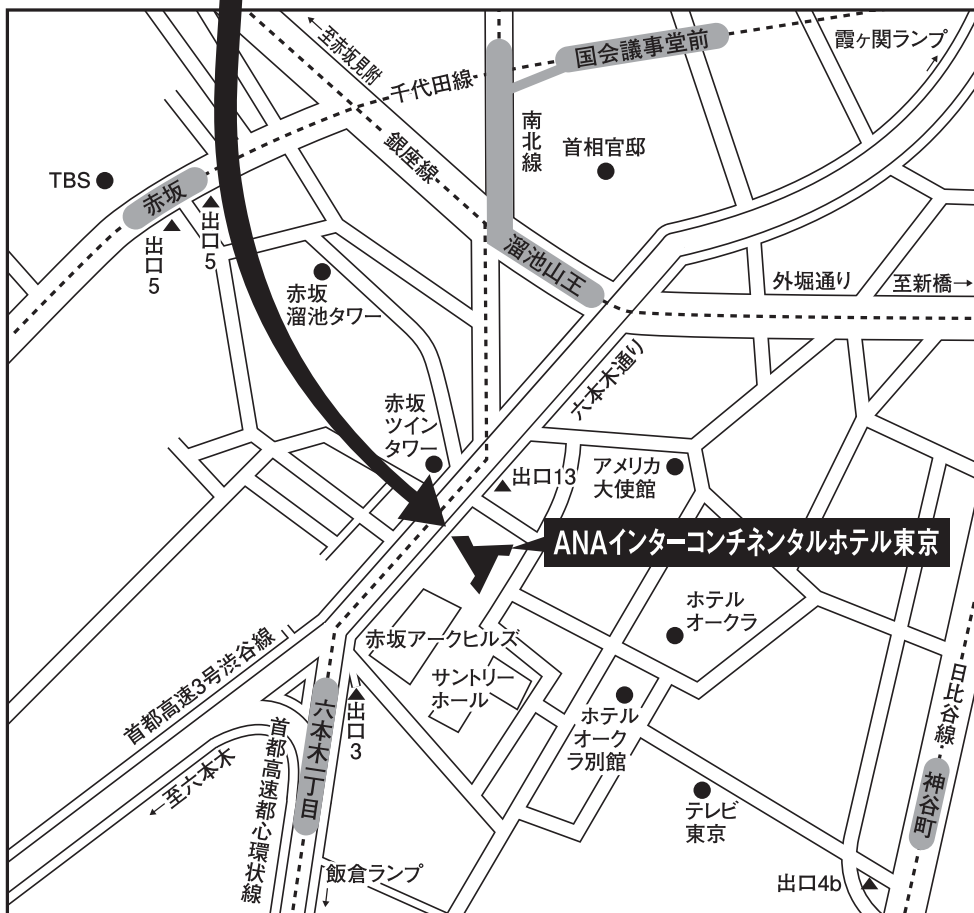 ←至赤坂見附
国会議事堂前
霞ヶ関ランプ
千代田線
南北線
銀座線
首相官邸
TBS
赤坂
出口5
出口5
溜池山王
外堀通り
至新橋→
赤坂
溜池タワー
六本木通り
赤坂
ツイン
タワー
出口13
アメリカ
大使館
ANAインターコンチネンタルホテル東京
ホテル
オークラ
赤坂アークヒルズ
サントリー
ホール
首都高速3号渋谷線
日比谷線
六本木一丁目
出口3
ホテル
オーク
ラ別館
首都高速都心環状線
←至六本木
テレビ
東京
神谷町
飯倉ランプ
出口4b